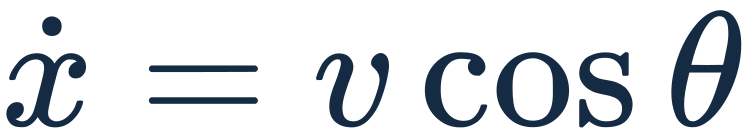 ẋ = v cos θ